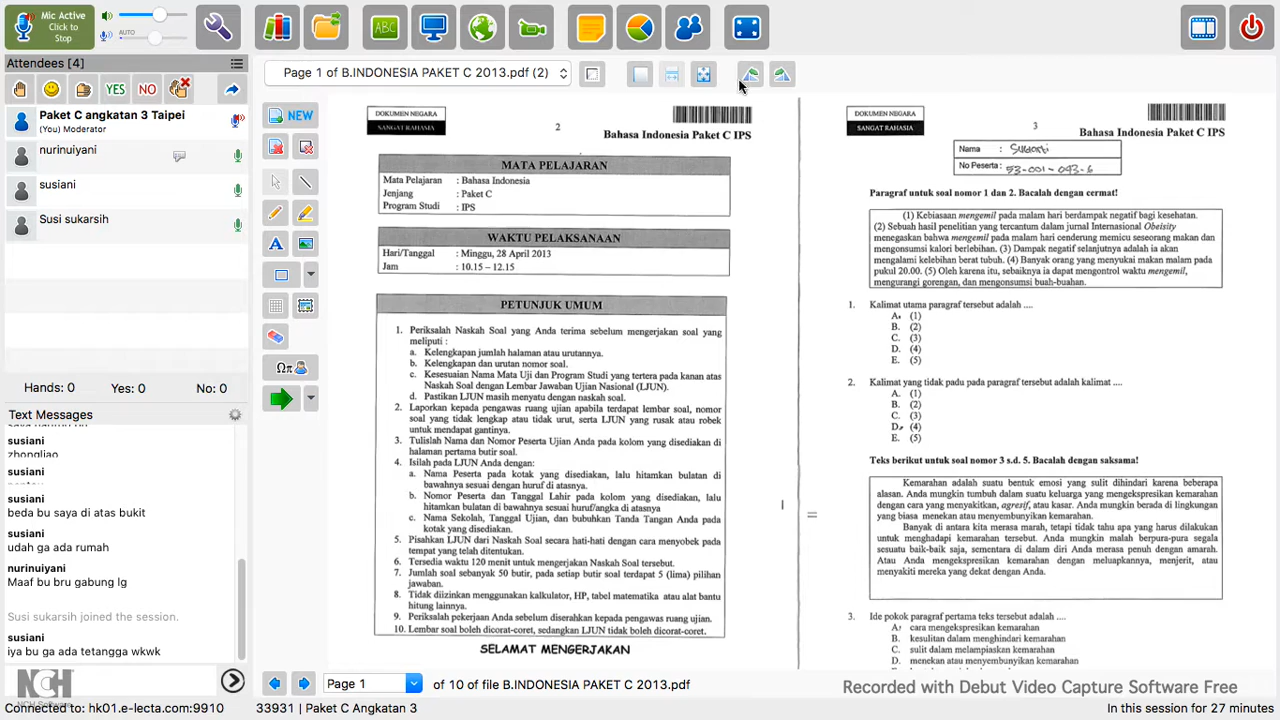 Mic Active
Click to
Stop
AUTO
ABC
Attendees [4]
Page 1 of B.INDONESIA PAKET C 2013.pdf (2)
YES
NO
Paket C angkatan 3 Taipei
(You) Moderator
nurinuiyani
susiani
Susi sukarsih
Hands: 0
Yes: 0
No: 0
Text Messages
susiani
zhongliao
susiani
susiani
beda bu saya di atas bukit
susiani
udah ga ada rumah
nurinuiyani
Maaf bu bru gabung lg
Susi sukarsih joined the session.
susiani
iya bu ga ada tetangga wkwk
NCH
NEW
Ωπ
DOKUMEN NEGARA
SANGAT RAHASIA
2
Bahasa Indonesia Paket C IPS
MATA PELAJARAN
Mata Pelajaran : Bahasa Indonesia
Jenjang : Paket C
Program Studi : IPS
WAKTU PELAKSANAAN
Hari/Tanggal : Minggu, 28 April 2013
Jam : 10.15 – 12.15
PETUNJUK UMUM
1. Periksalah Naskah Soal yang Anda terima sebelum mengerjakan soal yang
meliputi :
a. Kelengkapan jumlah halaman atau urutannya.
b. Kelengkapan dan urutan nomor soal.
c. Kesesuaian Nama Mata Uji dan Program Studi yang tertera pada kanan atas
Naskah Soal dengan Lembar Jawaban Ujian Nasional (LJUN).
d. Pastikan LJUN masih menyatu dengan naskah soal.
2. Laporkan kepada pengawas ruang ujian apabila terdapat lembar soal, nomor
soal yang tidak lengkap atau tidak urut, serta LJUN yang rusak atau robek
untuk mendapat gantinya.
3. Tulislah Nama dan Nomor Peserta Ujian Anda pada kolom yang disediakan di
halaman pertama butir soal.
4. Isilah pada LJUN Anda dengan:
a. Nama Peserta pada kotak yang disediakan, lalu hitamkan bulatan di
bawahnya sesuai dengan huruf di atasnya.
b. Nomor Peserta dan Tanggal Lahir pada kolom yang disediakan, lalu
hitamkan bulatan di bawahnya sesuai huruf/angka di atasnya
c. Nama Sekolah, Tanggal Ujian, dan bubuhkan Tanda Tangan Anda pada
kotak yang disediakan.
5. Pisahkan LJUN dari Naskah Soal secara hati-hati dengan cara menyobek pada
tempat yang telah ditentukan.
6. Tersedia waktu 120 menit untuk mengerjakan Naskah Soal tersebut.
7. Jumlah soal sebanyak 50 butir, pada setiap butir soal terdapat 5 (lima) pilihan
jawaban.
8. Tidak diizinkan menggunakan kalkulator, HP, tabel matematika atau alat bantu
hitung lainnya.
9. Periksalah pekerjaan Anda sebelum diserahkan kepada pengawas ruang ujian.
10. Lembar soal boleh dicorat-coret, sedangkan LJUN tidak boleh dicorat-coret.
SELAMAT MENGERJAKAN
DOKUMEN NEGARA
SANGAT RAHASIA
3
Bahasa Indonesia Paket C IPS
Nama :
No Peserta : 53-001-043-6
Paragraf untuk soal nomor 1 dan 2. Bacalah dengan cermat!
(1) Kebiasaan mengemil pada malam hari berdampak negatif bagi kesehatan.
(2) Sebuah hasil penelitian yang tercantum dalam jurnal Internasional Obeisity
menegaskan bahwa mengemil pada malam hari cenderung memicu seseorang makan dan
mengonsumsi kalori berlebihan. (3) Dampak negatif selanjutnya adalah ia akan
mengalami kelebihan berat tubuh. (4) Banyak orang yang menyukai makan malam pada
pukul 20.00. (5) Oleh karena itu, sebaiknya ia dapat mengontrol waktu mengemil,
mengurangi gorengan, dan mengonsumsi buah-buahan.
1. Kalimat utama paragraf tersebut adalah ....
A. (1)
B. (2)
C. (3)
D. (4)
E. (5)
2. Kalimat yang tidak padu pada paragraf tersebut adalah kalimat ....
A. (1)
B. (2)
C. (3)
D. (4)
E. (5)
Teks berikut untuk soal nomor 3 s.d. 5. Bacalah dengan saksama!
Kemarahan adalah suatu bentuk emosi yang sulit dihindari karena beberapa
alasan. Anda mungkin tumbuh dalam suatu keluarga yang mengekspresikan kemarahan
dengan cara yang menyakitkan, agresif, atau kasar. Anda mungkin berada di lingkungan
yang biasa menekan atau menyembunyikan kemarahan.
Banyak di antara kita merasa marah, tetapi tidak tahu apa yang harus dilakukan
untuk menghadapi kemarahan tersebut. Anda mungkin malah berpura-pura segala
sesuatu baik-baik saja, sementara di dalam diri Anda merasa penuh dengan amarah.
Atau Anda mengekspresikan kemarahan dengan meluapkannya, menjerit, atau
menyakiti mereka yang dekat dengan Anda.
3. Ide pokok paragraf pertama teks tersebut adalah ....
A. cara mengekspresikan kemarahan
B. kesulitan dalam menghindari kemarahan
C. sulit dalam melampiaskan kemarahan
D. menekan atau menyembunyikan kemarahan
Page 1
of 10 of file B.INDONESIA PAKET C 2013.pdf
Recorded with Debut Video Capture Software Free
Connected to: hk01.e-lecta.com:9910
33931 | Paket C Angkatan 3
In this session for 27 minutes